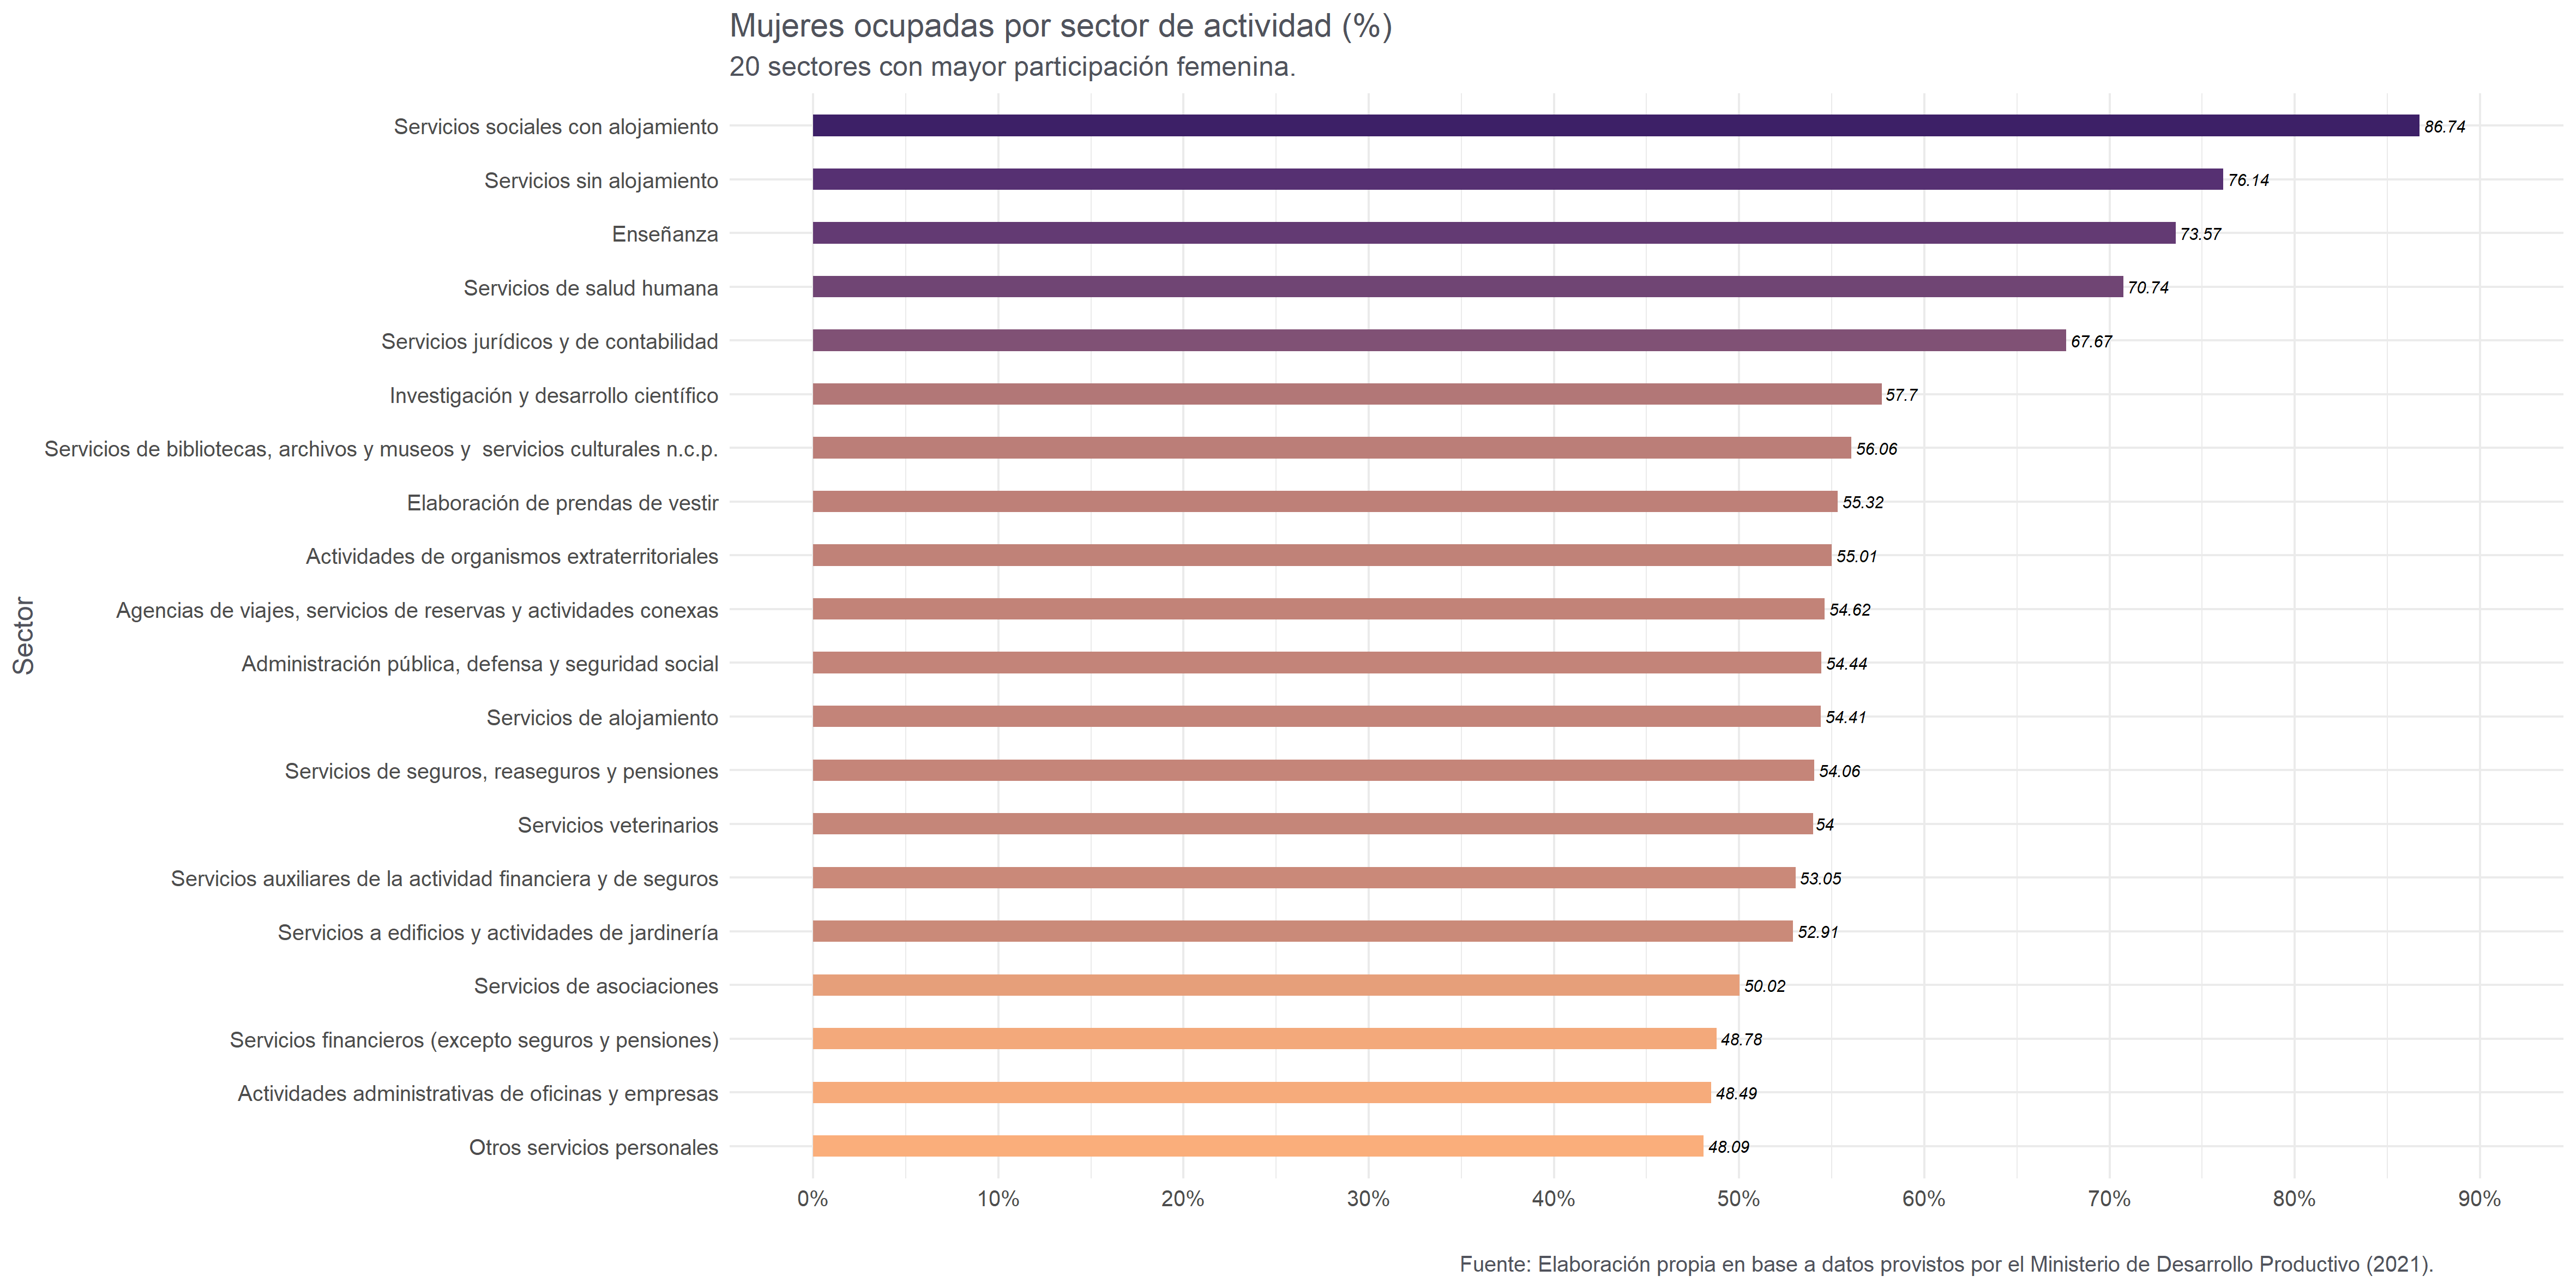 Mujeres ocupadas por sector de actividad (%)
20 sectores con mayor participación femenina.
Servicios sociales con alojamiento 86.74
Servicios sin alojamiento 76.14
Enseñanza 73.57
Servicios de salud humana 70.74
Servicios jurídicos y de contabilidad 67.67
Investigación y desarrollo científico 57.7
Servicios de bibliotecas, archivos y museos y  servicios culturales n.c.p. 56.06
Elaboración de prendas de vestir 55.32
Actividades de organismos extraterritoriales 55.01
Agencias de viajes, servicios de reservas y actividades conexas 54.62
Administración pública, defensa y seguridad social 54.44
Servicios de alojamiento 54.41
Servicios de seguros, reaseguros y pensiones 54.06
Servicios veterinarios 54
Servicios auxiliares de la actividad financiera y de seguros 53.05
Servicios a edificios y actividades de jardinería 52.91
Servicios de asociaciones 50.02
Servicios financieros (excepto seguros y pensiones) 48.78
Actividades administrativas de oficinas y empresas 48.49
Otros servicios personales 48.09
Sector
0% 10% 20% 30% 40% 50% 60% 70% 80% 90%
Fuente: Elaboración propia en base a datos provistos por el Ministerio de Desarrollo Productivo (2021).